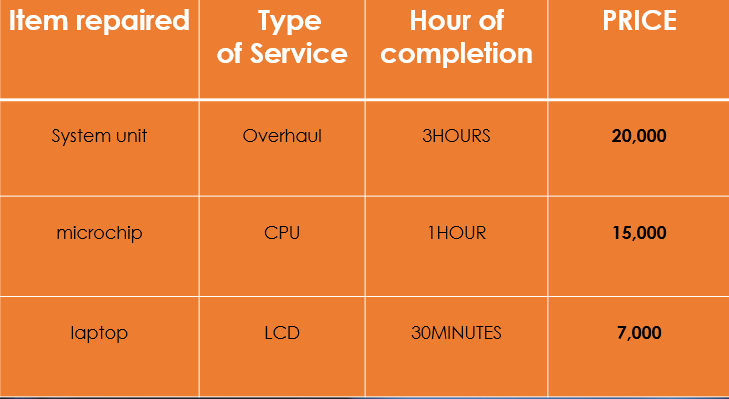 Item repaired
Type
of Service
Hour of
completion
PRICE
System unit
Overhaul
3HOURS
20,000
microchip
CPU
1HOUR
15,000
laptop
LCD
30MINUTES
7,000